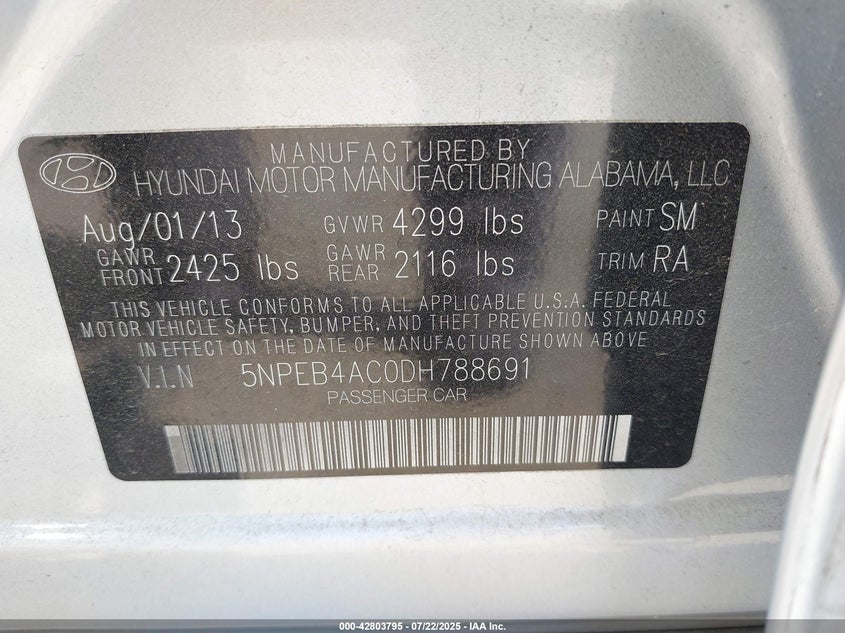 MANUFACTURED BY
HYUNDAI MOTOR MANUFACTURING ALABAMA, LLC
Aug/01/13 GVWR 4299 lbs PAINT SM
GAWR FRONT 2425 lbs GAWR REAR 2116 lbs TRIM RA
THIS VEHICLE CONFORMS TO ALL APPLICABLE U.S.A. FEDERAL
MOTOR VEHICLE SAFETY, BUMPER, AND THEFT PREVENTION STANDARDS
IN EFFECT ON THE DATE OF MANUFACTURE SHOWN ABOVE
V.I.N 5NPEB4AC0DH788691
PASSENGER CAR
000-42803795 - 07/22/2025 - IAA Inc.